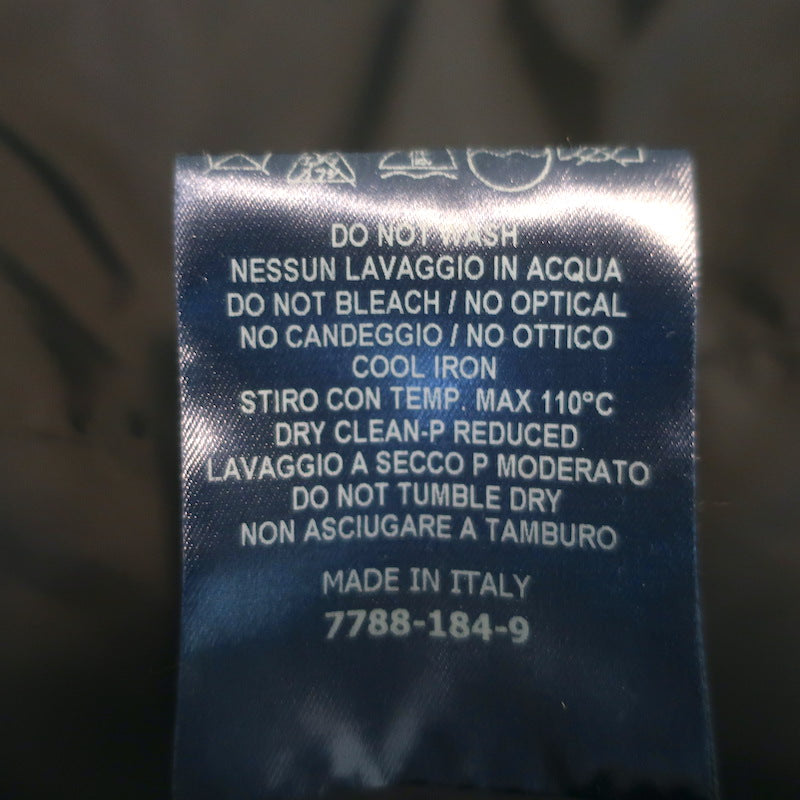 DO NOT WASH
NESSUN LAVAGGIO IN ACQUA
DO NOT BLEACH / NO OPTICAL
NO CANDEGGIO / NO OTTICO
COOL IRON
STIRO CON TEMP. MAX 110°C
DRY CLEAN-P REDUCED
LAVAGGIO A SECCO P MODERATO
DO NOT TUMBLE DRY
NON ASCIUGARE A TAMBURO
MADE IN ITALY
7788-184-9